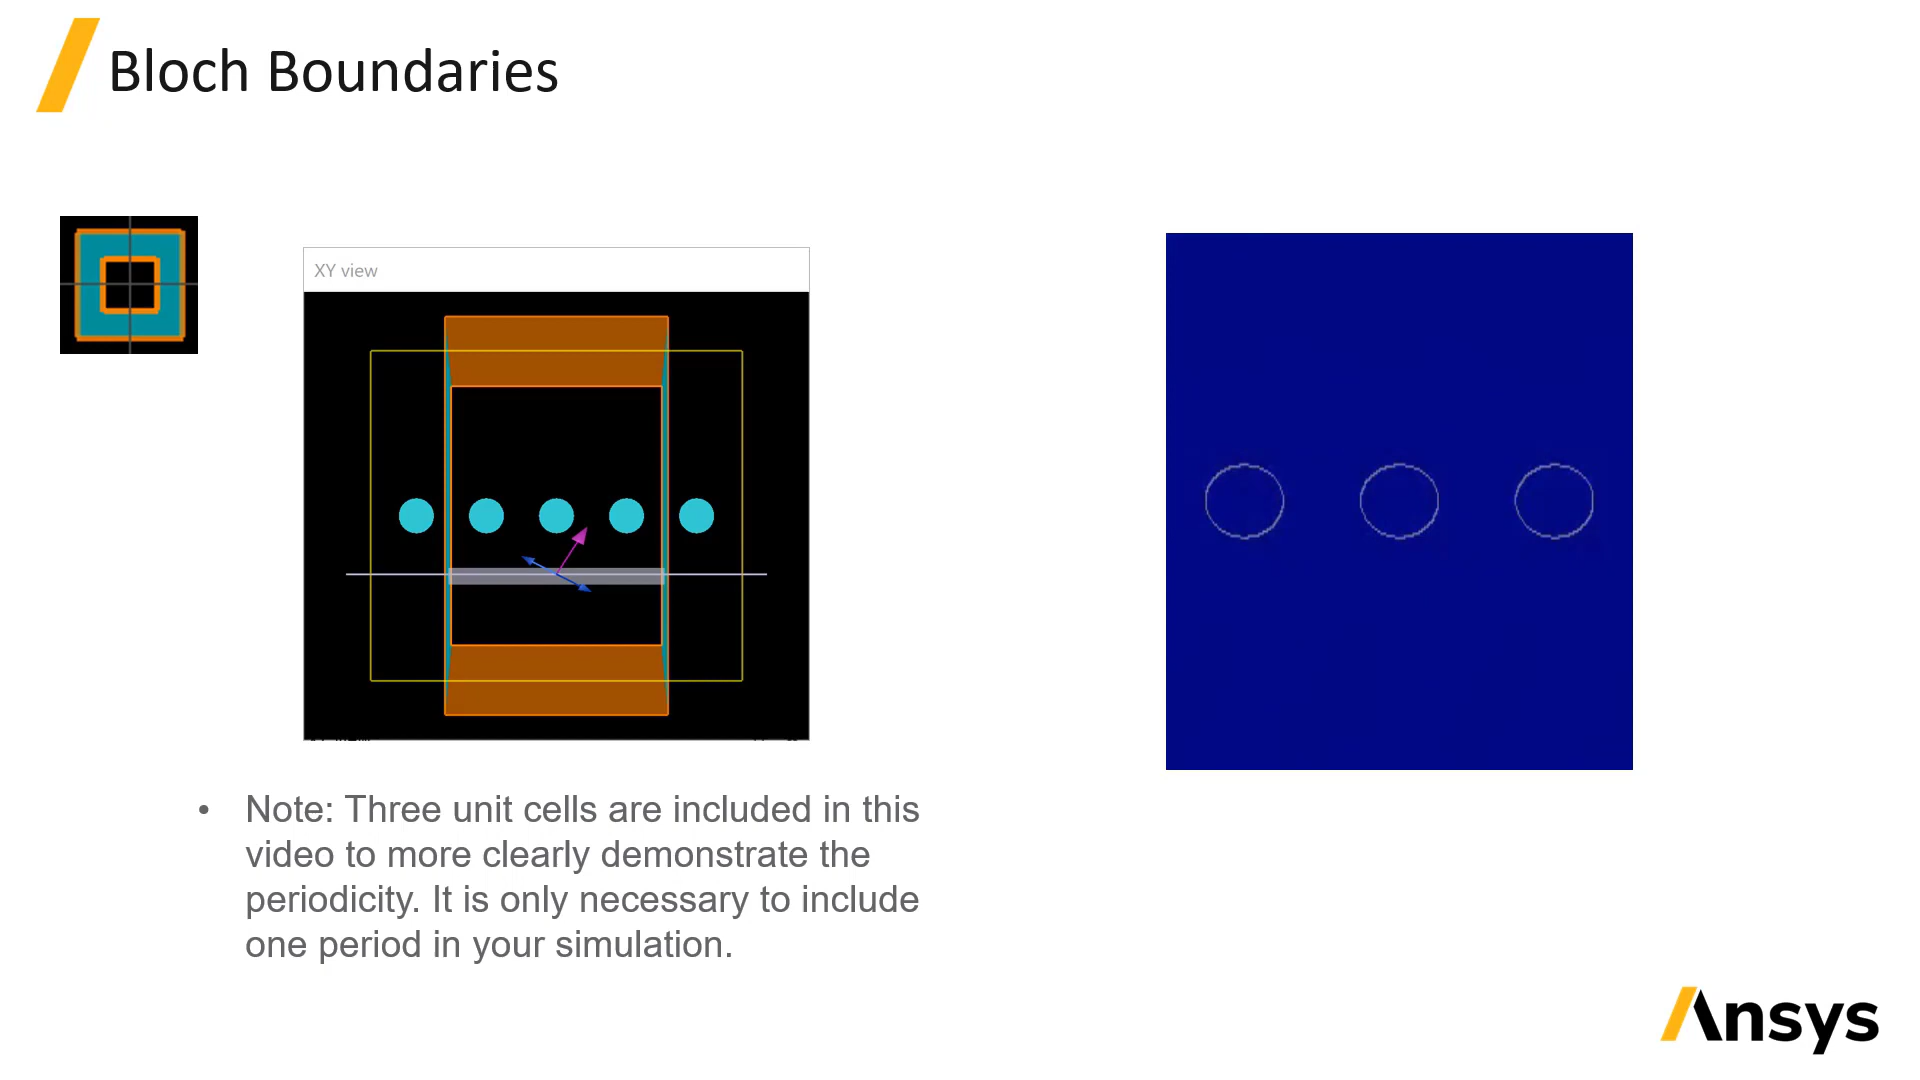 Bloch Boundaries
XY view
• Note: Three unit cells are included in this
video to more clearly demonstrate the
periodicity. It is only necessary to include
one period in your simulation.
Ansys